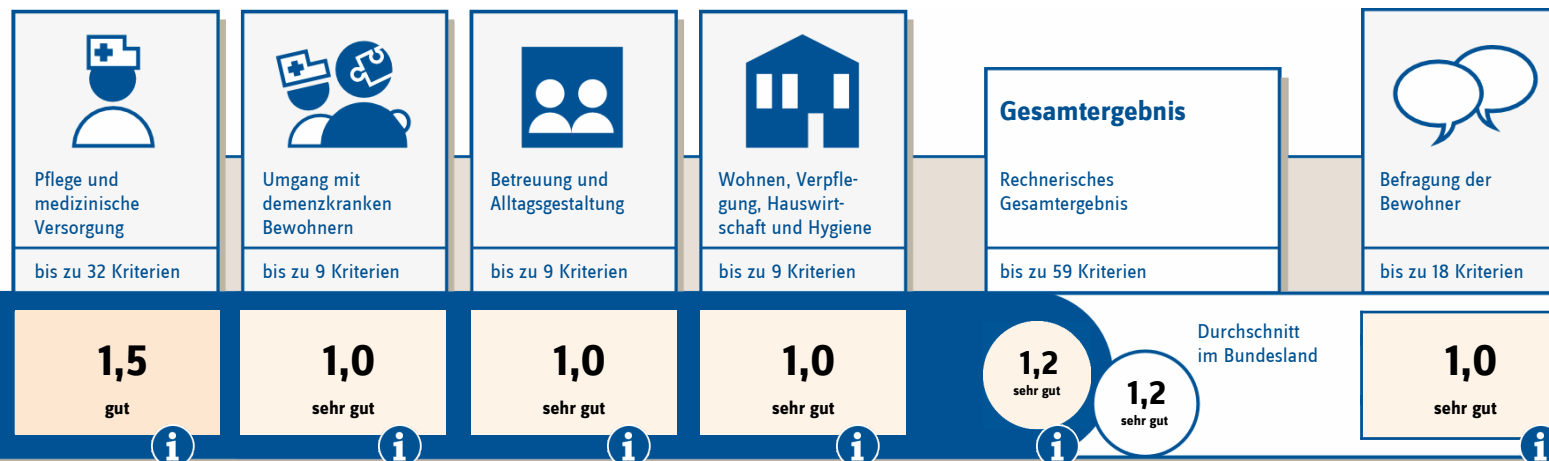 Pflege und
medizinische
Versorgung
bis zu 32 Kriterien
1,5
gut
i
Umgang mit
demenzkranken
Bewohnern
bis zu 9 Kriterien
1,0
sehr gut
i
Betreuung und
Alltagsgestaltung
bis zu 9 Kriterien
1,0
sehr gut
i
Wohnen, Verpfle-
gung, Hauswirt-
schaft und Hygiene
bis zu 9 Kriterien
1,0
sehr gut
i
Gesamtergebnis
Rechnerisches
Gesamtergebnis
bis zu 59 Kriterien
1,2
sehr gut
i
1,2
sehr gut
Durchschnitt
im Bundesland
Befragung der
Bewohner
bis zu 18 Kriterien
1,0
sehr gut
i